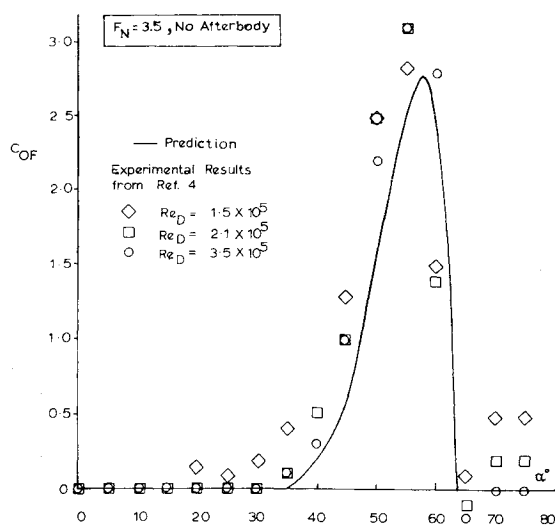 F_N = 3.5 , No Afterbody
C_OF
3.0
2.5
2.0
1.5
1.0
0.5
0
— Prediction
Experimental Results
from Ref. 4
◇ Re_D = 1.5 X 10^5
□ Re_D = 2.1 X 10^5
○ Re_D = 3.5 X 10^5
α°
0 10 20 30 40 50 60 70 80